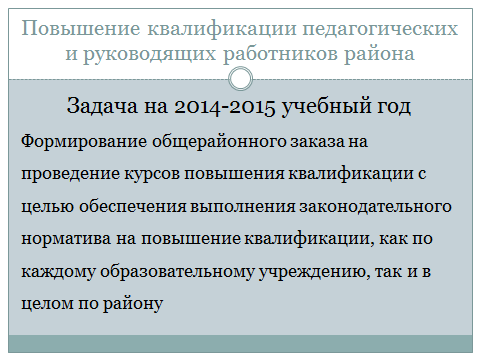 Повышение квалификации педагогических
и руководящих работников района
Задача на 2014-2015 учебный год
Формирование общерайонного заказа на
проведение курсов повышения квалификации с
целью обеспечения выполнения законодательного
норматива на повышение квалификации, как по
каждому образовательному учреждению, так и в
целом по району